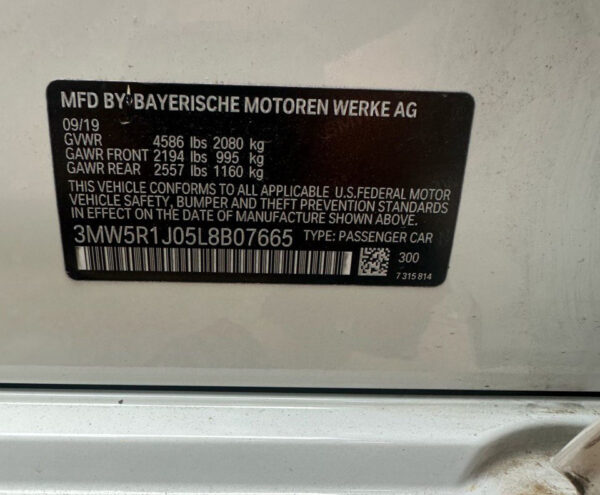 MFD BY BAYERISCHE MOTOREN WERKE AG
09/19
GVWR 4586 lbs 2080 kg
GAWR FRONT 2194 lbs 995 kg
GAWR REAR 2557 lbs 1160 kg
THIS VEHICLE CONFORMS TO ALL APPLICABLE U.S.FEDERAL MOTOR
VEHICLE SAFETY, BUMPER AND THEFT PREVENTION STANDARDS
IN EFFECT ON THE DATE OF MANUFACTURE SHOWN ABOVE.
3MW5R1J05L8B07665 TYPE: PASSENGER CAR
300
7 315 814